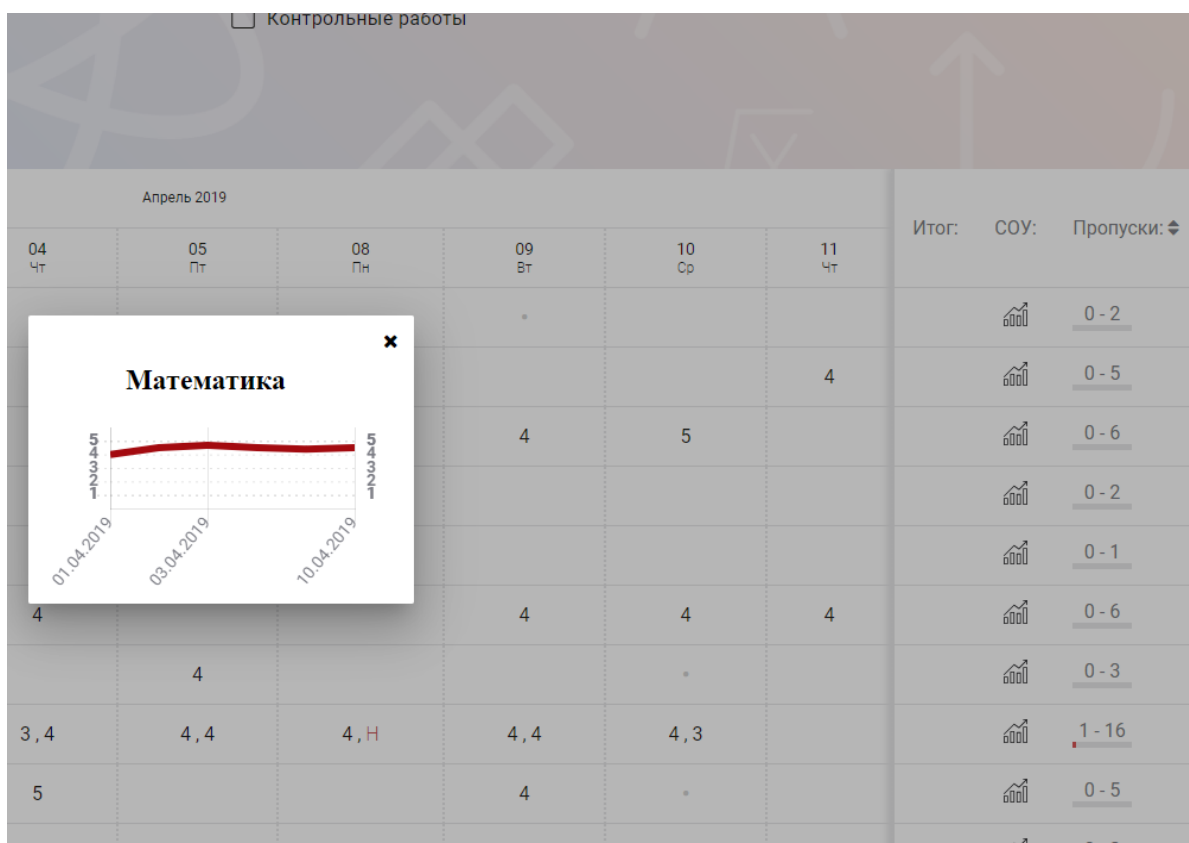 Контрольные работы
Апрель 2019
Итог: СОУ: Пропуски:
04 05 08 09 10 11
Чт Пт Пн Вт Ср Чт
0 - 2
4 0 - 5
4 5 0 - 6
0 - 2
0 - 1
4 4 4 4 0 - 6
4 0 - 3
3 , 4 4 , 4 4 , Н 4 , 4 4 , 3 1 - 16
5 4 0 - 5
Математика
5 5
4 4
3 3
2 2
1 1
01.04.2019 03.04.2019 10.04.2019